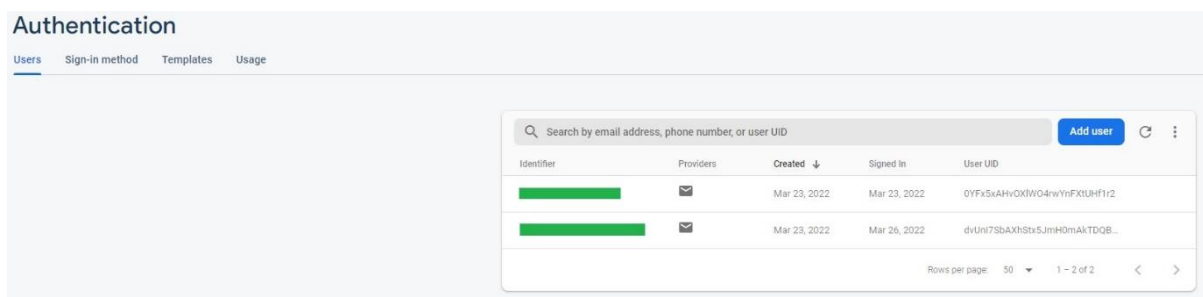 Authentication
Users Sign-in method Templates Usage
Search by email address, phone number, or user UID Add user
Identifier Providers Created Signed In User UID
Mar 23, 2022 Mar 23, 2022 0YFx5xAHvOXlWO4rwYnFXtUHf1r2
Mar 23, 2022 Mar 26, 2022 dvUnI7SbAXhStx5JmH0mAkTDQB...
Rows per page: 50 1 – 2 of 2